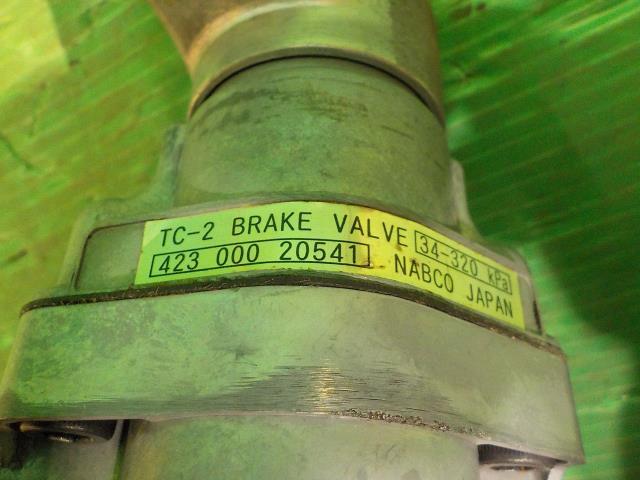 TC-2 BRAKE VALVE 34-320 kPa
423 000 20541 NABCO JAPAN